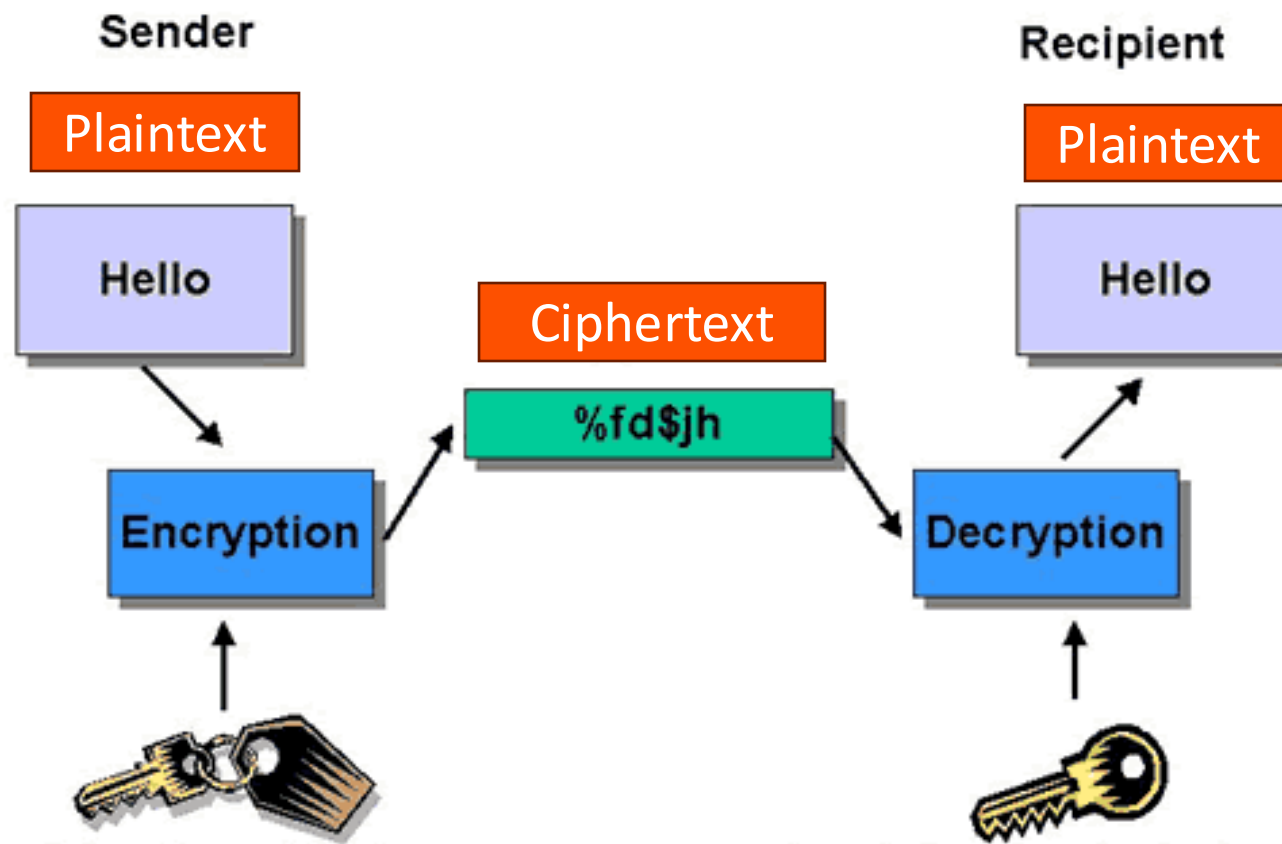 Sender
Recipient
Plaintext
Plaintext
Hello
Hello
Ciphertext
%fd$jh
Encryption
Decryption